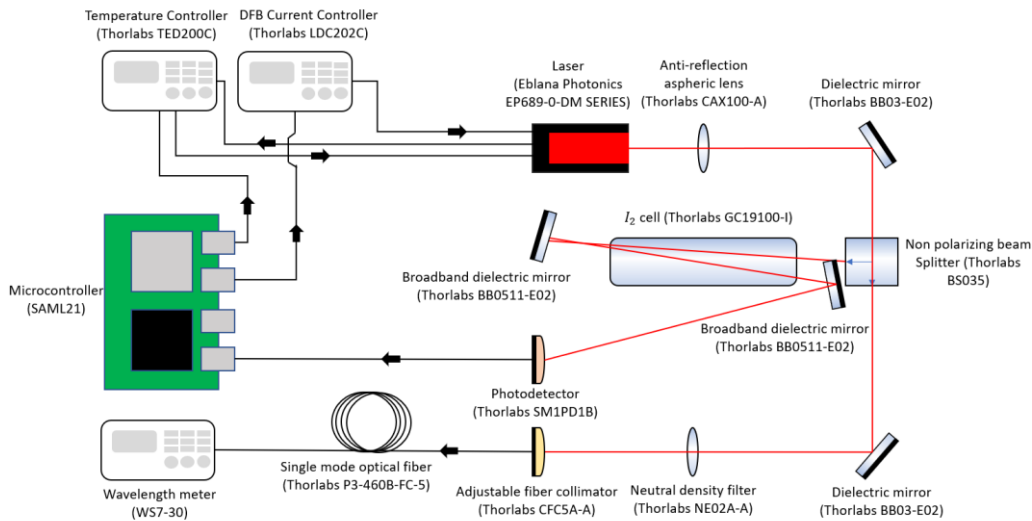 Temperature Controller
(Thorlabs TED200C)
DFB Current Controller
(Thorlabs LDC202C)
Laser
(Eblana Photonics
EP689-0-DM SERIES)
Anti-reflection
aspheric lens
(Thorlabs CAX100-A)
Dielectric mirror
(Thorlabs BB03-E02)
I₂ cell (Thorlabs GC19100-I)
Non polarizing beam
Splitter (Thorlabs
BS035)
Broadband dielectric mirror
(Thorlabs BB0511-E02)
Microcontroller
(SAML21)
Broadband dielectric mirror
(Thorlabs BB0511-E02)
Photodetector
(Thorlabs SM1PD1B)
Single mode optical fiber
(Thorlabs P3-460B-FC-5)
Wavelength meter
(WS7-30)
Adjustable fiber collimator
(Thorlabs CFC5A-A)
Neutral density filter
(Thorlabs NE02A-A)
Dielectric mirror
(Thorlabs BB03-E02)